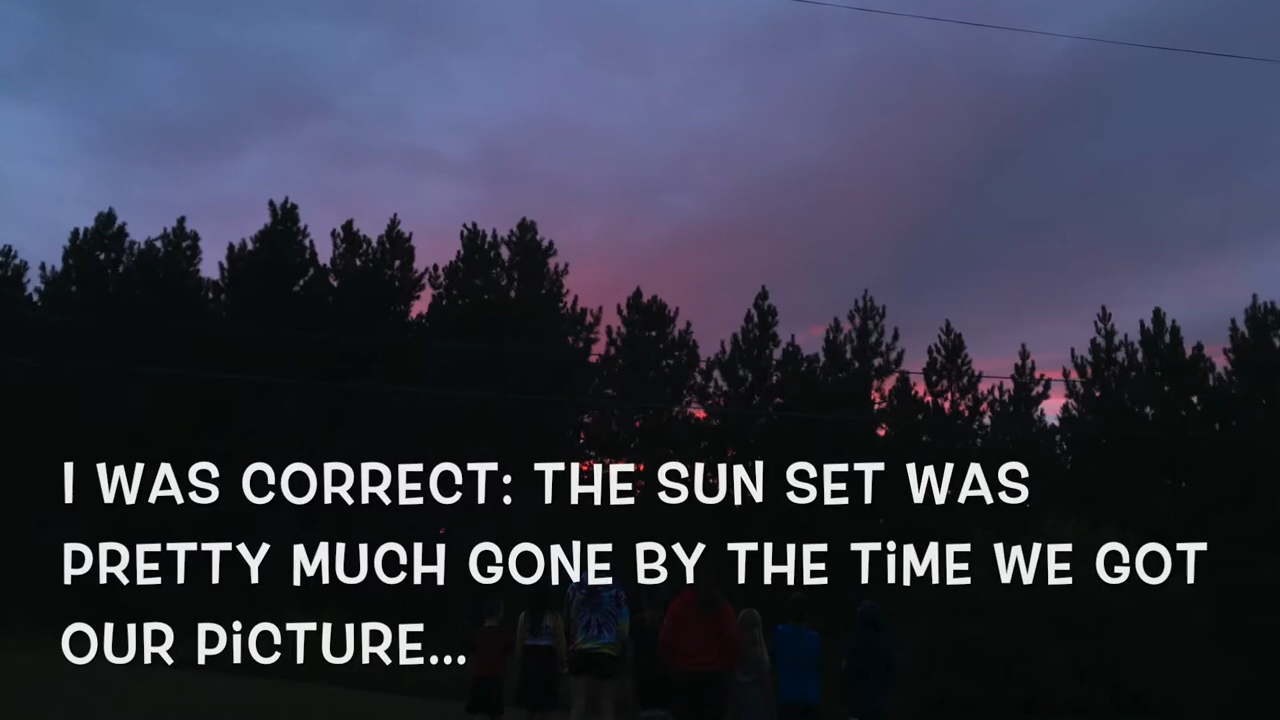 I WAS CORRECT: THE SUN SET WAS
PRETTY MUCH GONE BY THE TiME WE GOT
OUR PiCTURE...